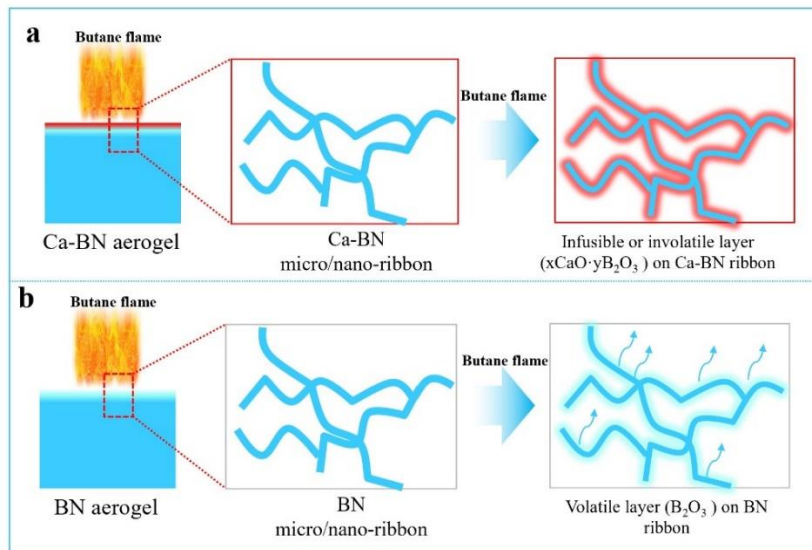 a
Butane flame
Ca-BN aerogel
Ca-BN
micro/nano-ribbon
Butane flame
Infusible or involatile layer
(xCaO·yB₂O₃ ) on Ca-BN ribbon
b
Butane flame
BN aerogel
BN
micro/nano-ribbon
Butane flame
Volatile layer (B₂O₃ ) on BN
ribbon